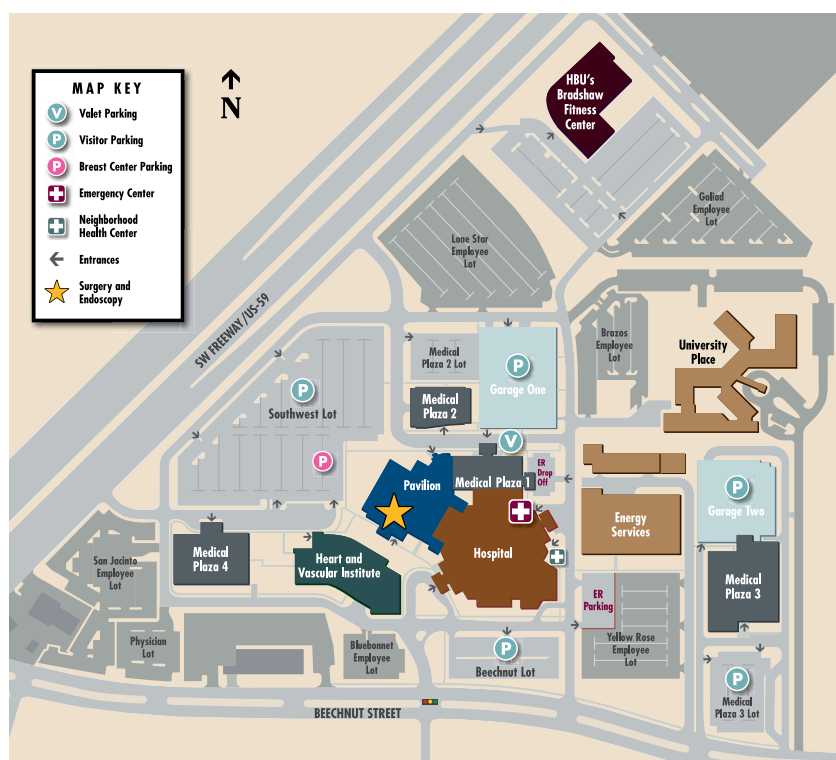 MAP KEY
V
Valet Parking
P
Visitor Parking
P
Breast Center Parking
Emergency Center
Neighborhood
Health Center
Entrances
Surgery and
Endoscopy
N
HBU's
Bradshaw
Fitness
Center
Goliad
Employee
Lot
Lone Star
Employee
Lot
SW FREEWAY/US-59
Brazos
Employee
Lot
University
Place
Medical
Plaza 2 Lot
P
Garage One
P
Southwest Lot
Medical
Plaza 2
V
P
ER
Drop
Off
Pavilion
Medical Plaza 1
P
Garage Two
Energy
Services
Hospital
Medical
Plaza 4
Heart and
Vascular Institute
San Jacinto
Employee
Lot
Medical
Plaza 3
ER
Parking
Physician
Lot
Bluebonnet
Employee
Lot
P
Beechnut Lot
Yellow Rose
Employee
Lot
P
Medical
Plaza 3 Lot
BEECHNUT STREET